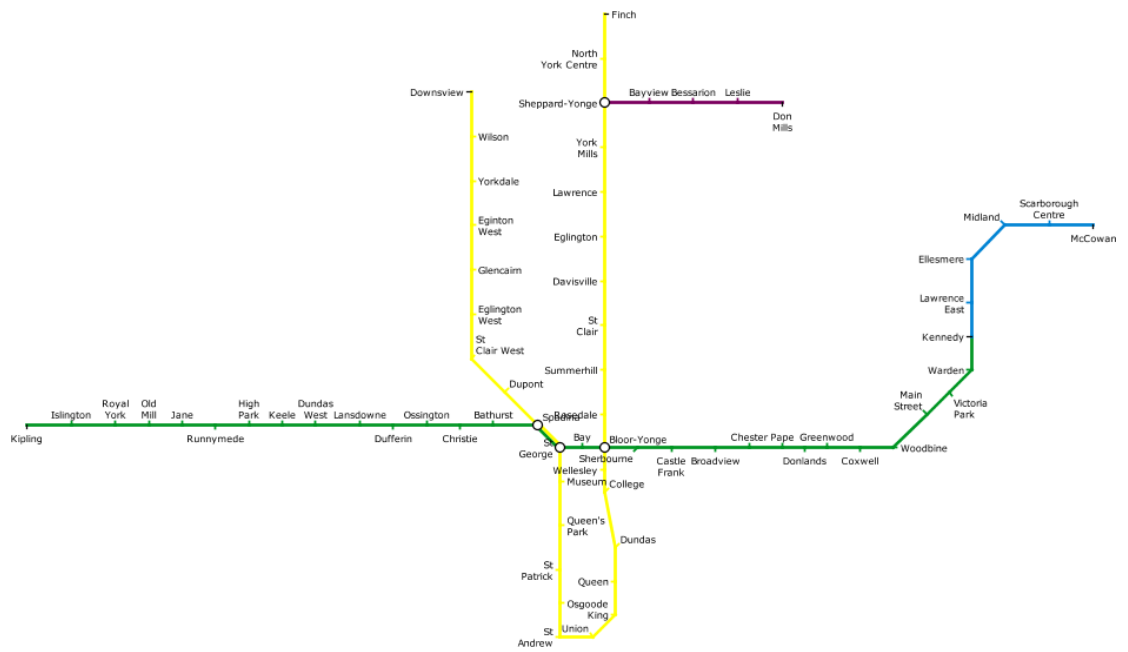 Finch
North
York Centre
Downsview
Sheppard-Yonge
Bayview
Bessarion
Leslie
Don
Mills
Wilson
York
Mills
Yorkdale
Lawrence
Scarborough
Centre
Midland
McCowan
Eginton
West
Eglington
Ellesmere
Glencairn
Davisville
Lawrence
East
Eglington
West
St
Clair
Kennedy
St
Clair West
Summerhill
Warden
Dupont
Main
Street
Victoria
Park
Islington
Royal
York
Old
Mill
Jane
High
Park
Keele
Dundas
West
Lansdowne
Ossington
Bathurst
Spadina
Rosedale
Kipling
Runnymede
Dufferin
Christie
St
George
Bay
Bloor-Yonge
Sherbourne
Castle
Frank
Broadview
Chester
Pape
Donlands
Greenwood
Coxwell
Woodbine
Wellesley
Museum
College
Queen's
Park
Dundas
St
Patrick
Queen
Osgoode
King
St
Andrew
Union